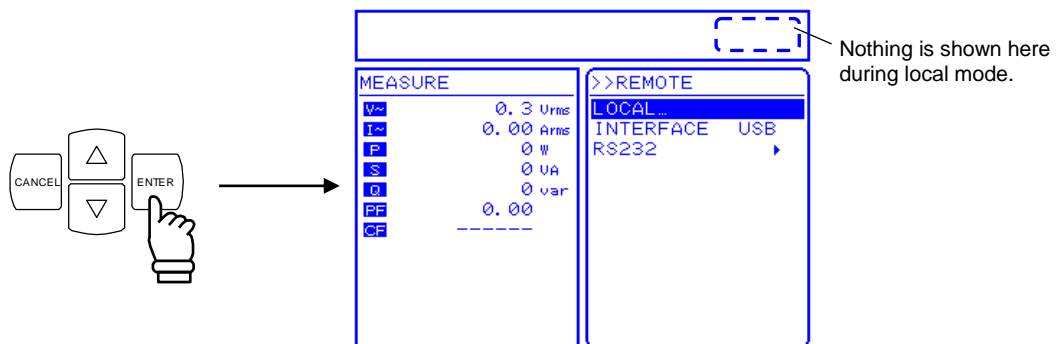 Nothing is shown here
during local mode.
CANCEL
ENTER
MEASURE
V~ 0.3 Vrms
I~ 0.00 Arms
P 0 W
S 0 VA
Q 0 var
PF 0.00
CF ------
>>REMOTE
LOCAL…
INTERFACE USB
RS232